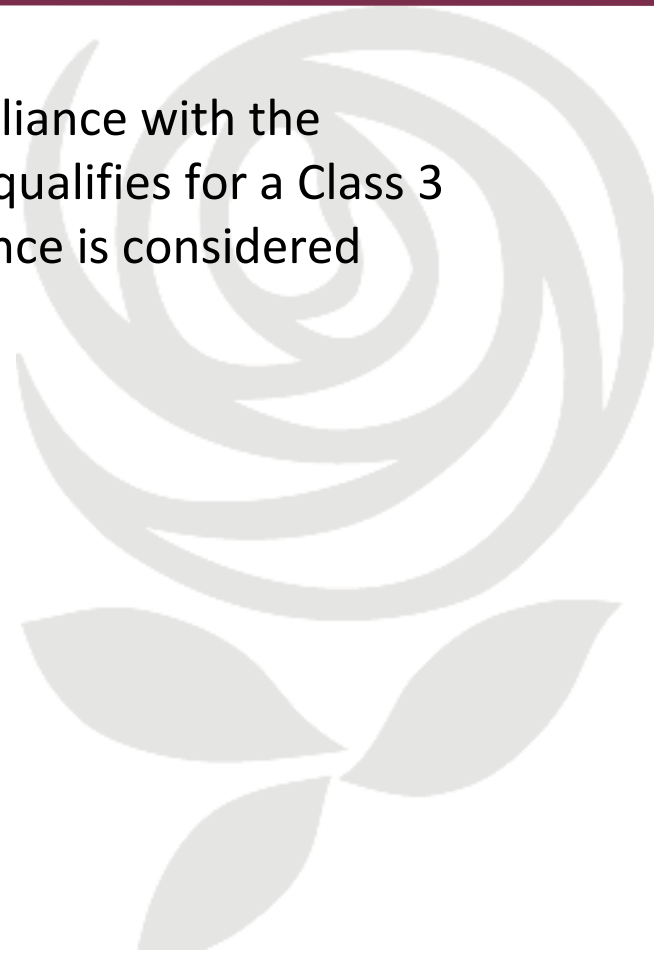 liance with the
qualifies for a Class 3
nce is considered